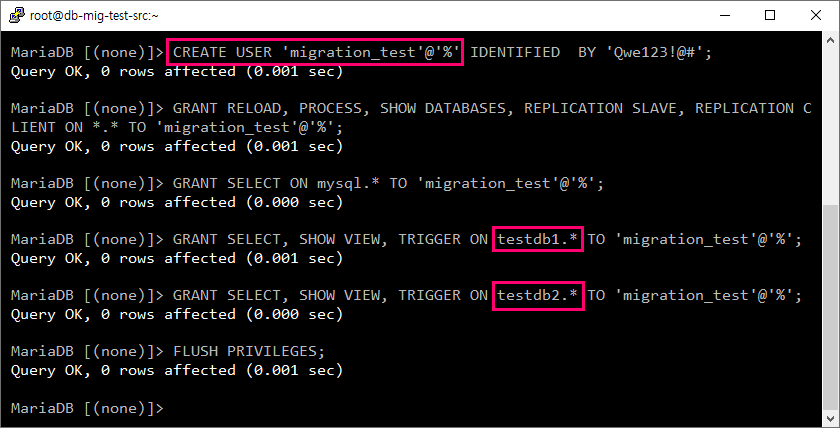 root@db-mig-test-src:~
MariaDB [(none)]> CREATE USER 'migration_test'@'%' IDENTIFIED  BY 'Qwe123!@#';
Query OK, 0 rows affected (0.001 sec)
MariaDB [(none)]> GRANT RELOAD, PROCESS, SHOW DATABASES, REPLICATION SLAVE, REPLICATION C
LIENT ON *.* TO 'migration_test'@'%';
Query OK, 0 rows affected (0.001 sec)
MariaDB [(none)]> GRANT SELECT ON mysql.* TO 'migration_test'@'%';
Query OK, 0 rows affected (0.000 sec)
MariaDB [(none)]> GRANT SELECT, SHOW VIEW, TRIGGER ON testdb1.* TO 'migration_test'@'%';
Query OK, 0 rows affected (0.001 sec)
MariaDB [(none)]> GRANT SELECT, SHOW VIEW, TRIGGER ON testdb2.* TO 'migration_test'@'%';
Query OK, 0 rows affected (0.000 sec)
MariaDB [(none)]> FLUSH PRIVILEGES;
Query OK, 0 rows affected (0.001 sec)
MariaDB [(none)]>